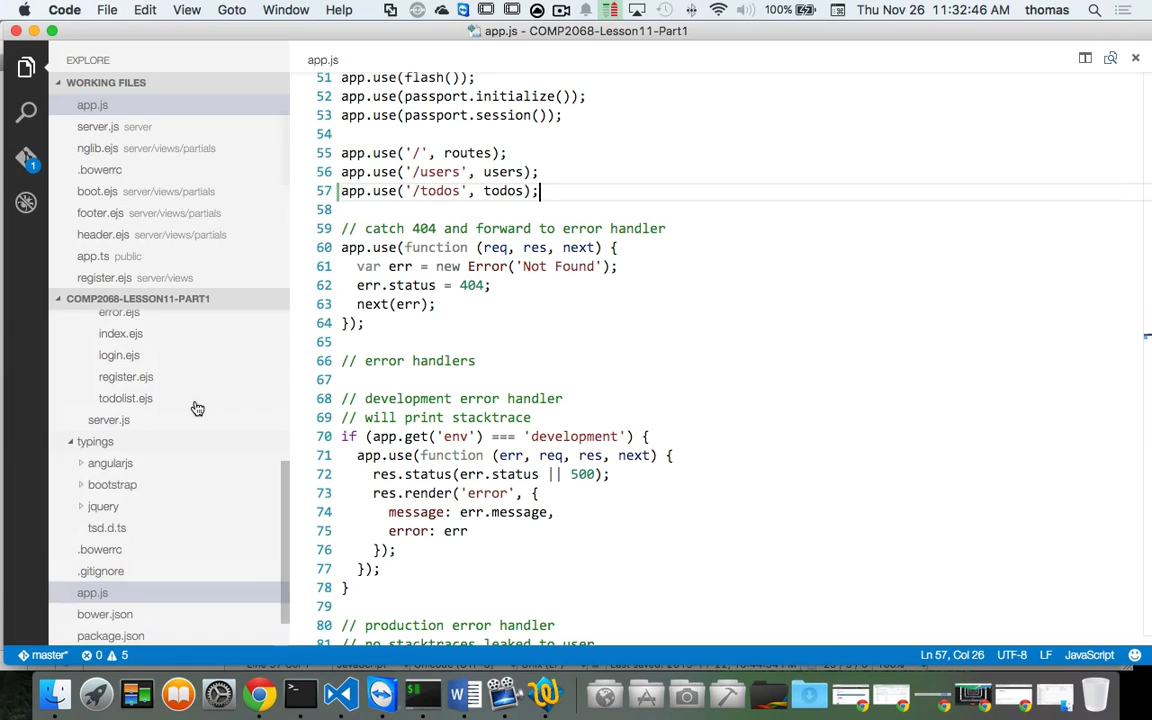 Code File Edit View Goto Window Help 100% Thu Nov 26 11:32:46 AM thomas
app.js - COMP2068-Lesson11-Part1
EXPLORE
WORKING FILES
app.js
server.js server
nglib.ejs server/views/partials
.bowerrc
boot.ejs server/views/partials
footer.ejs server/views/partials
header.ejs server/views/partials
app.ts public
register.ejs server/views
COMP2068-LESSON11-PART1
error.ejs
index.ejs
login.ejs
register.ejs
todolist.ejs
server.js
typings
angularjs
bootstrap
jquery
tsd.d.ts
.bowerrc
.gitignore
app.js
bower.json
package.json
1
app.js
51 app.use(flash());
52 app.use(passport.initialize());
53 app.use(passport.session());
54
55 app.use('/', routes);
56 app.use('/users', users);
57 app.use('/todos', todos);
58
59 // catch 404 and forward to error handler
60 app.use(function (req, res, next) {
61 var err = new Error('Not Found');
62 err.status = 404;
63 next(err);
64 });
65
66 // error handlers
67
68 // development error handler
69 // will print stacktrace
70 if (app.get('env') === 'development') {
71 app.use(function (err, req, res, next) {
72 res.status(err.status || 500);
73 res.render('error', {
74 message: err.message,
75 error: err
76 });
77 });
78 }
79
80 // production error handler
81 // no stacktraces leaked to user
master* 0 5 Ln 57, Col 26 UTF-8 LF JavaScript